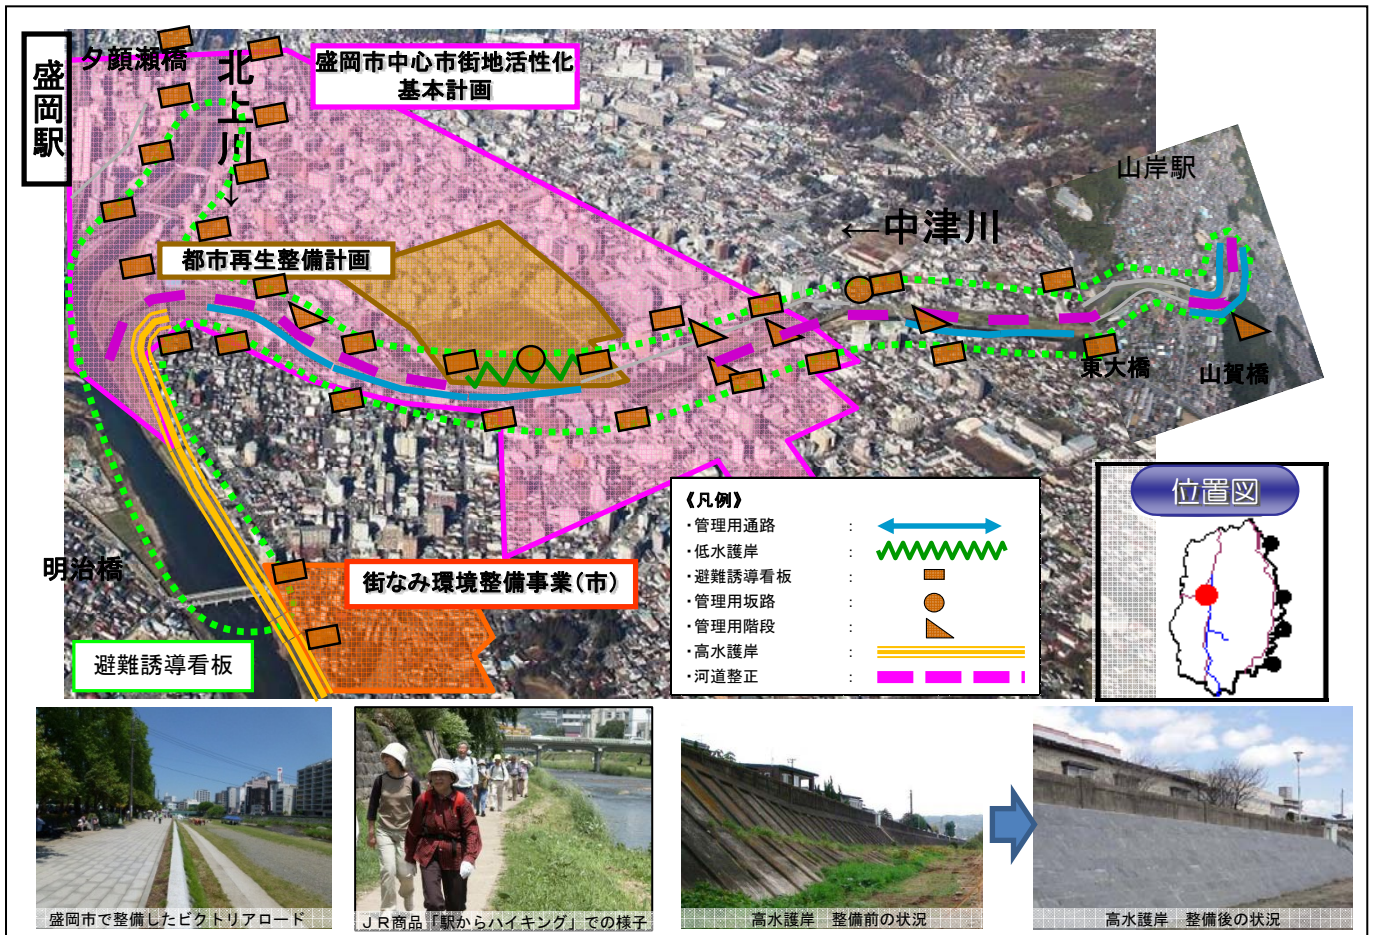 盛岡駅
夕顔瀬橋
北上川→
盛岡市中心市街地活性化
基本計画
山岸駅
←中津川
都市再生整備計画
東大橋
山賀橋
明治橋
街なみ環境整備事業(市)
避難誘導看板
《凡例》
・管理用通路 :
・低水護岸 :
・避難誘導看板 :
・管理用坂路 :
・管理用階段 :
・高水護岸 :
・河道整正 :
位置図
盛岡市で整備したビクトリアロード
JR商品「駅からハイキング」での様子
高水護岸 整備前の状況
高水護岸 整備後の状況